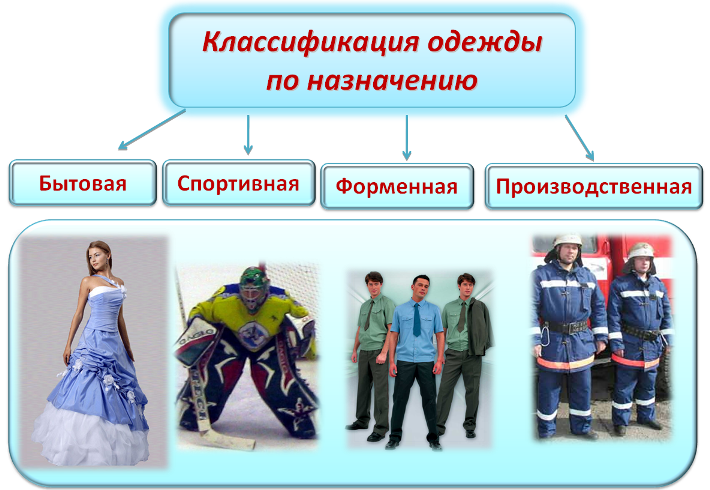 Классификация одежды
по назначению
Бытовая
Спортивная
Форменная
Производственная